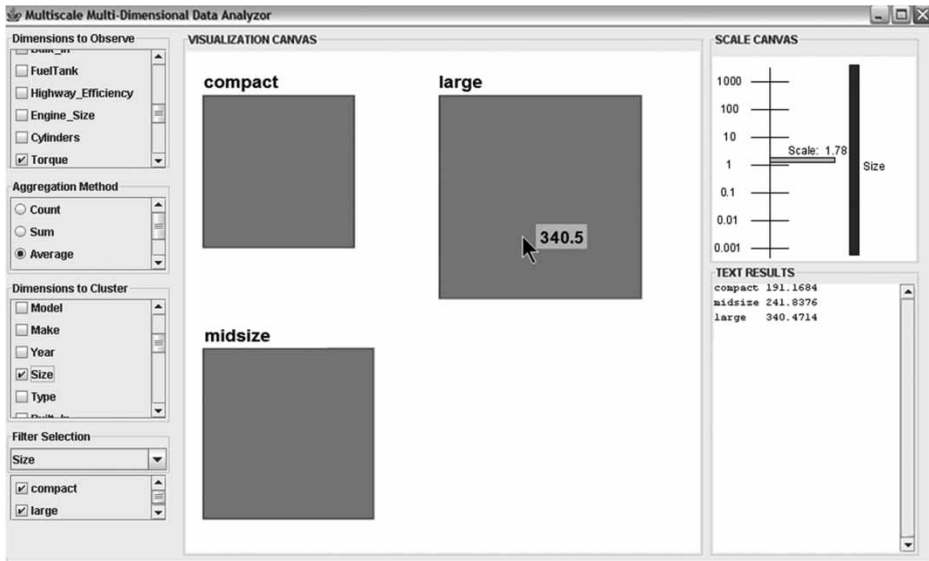 Multiscale Multi-Dimensional Data Analyzor
Dimensions to Observe
FuelTank
Highway_Efficiency
Engine_Size
Cylinders
Torque
Aggregation Method
Count
Sum
Average
Dimensions to Cluster
Model
Make
Year
Size
Type
Filter Selection
Size
compact
large
VISUALIZATION CANVAS
compact
large
340.5
midsize
SCALE CANVAS
1000
100
10
Scale: 1.78
1
Size
0.1
0.01
0.001
TEXT RESULTS
compact 191.1684
midsize 241.8376
large 340.4714